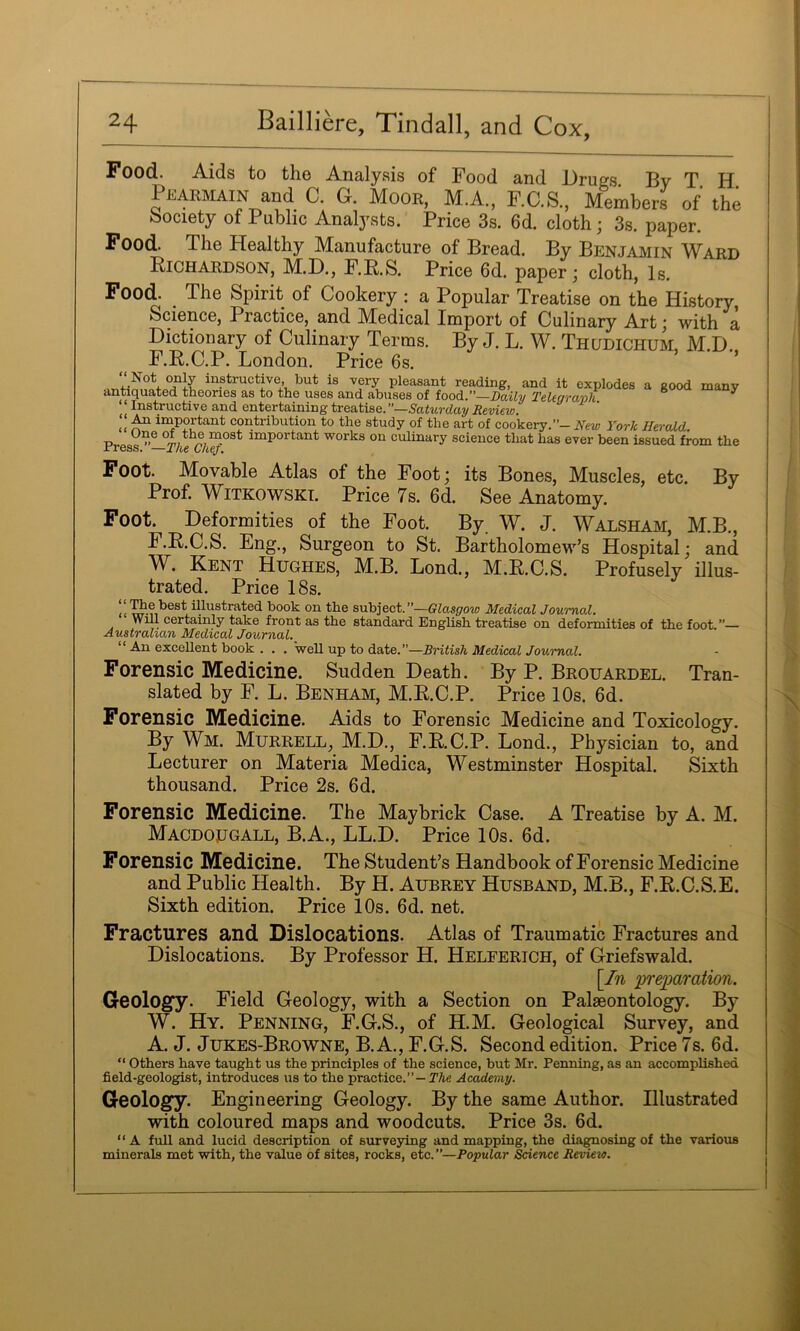 24 Baillière, Tindall, and Cox,
Food. Aids to the Analysis of Food and Drugs. By T. H.
PEARMAIN and C. G. MOOR, M.A., F.C.S., Members of the
Society of Public Analysts. Price 3s. 6d. cloth; 3s. paper.
Food. The Healthy Manufacture of Bread. By BENJAMIN WARD
RICHARDSON, M.D., F.R.S. Price 6d. paper; cloth, 1s.
Food. The Spirit of Cookery: a Popular Treatise on the History,
Science, Practice, and Medical Import of Culinary Art; with a
Dictionary of Culinary Terms. By J. L. W. THUDICHUM, M.D.,
F.R.C.P. London. Price 6s.
“Not only instructive, but is very pleasant reading, and it explodes a good many
antiquated theories as to the uses and abuses of food.”—Daily Telegraph.
“Instructive and entertaining treatise.”—Saturday Review.
“An important contribution to the study of the art of cookery.”—New York Herald.
“One of the most important works on culinary science that has ever been issued from the
Press.”—The Chef.
Foot. Movable Atlas of the Foot; its Bones, Muscles, etc. By
Prof. WITKOWSKI. Price 7s. 6d. See Anatomy.
Foot. Deformities of the Foot. By W. J. WALSHAM, M.B.,
F.R.C.S. Eng., Surgeon to St. Bartholomew’s Hospital; and
W. KENT HUGHES, M.B. Lond., M.R.C.S. Profusely illus-
trated. Price 18s.
“The best illustrated book on the subject.”—Glasgow Medical Journal.
“Will certainly take front as the standard English treatise on deformities of the foot.”—
Australian Medical Journal.
“An excellent book . . . well up to date.”—British Medical Journal.
Forensic Medicine. Sudden Death. By P. BROUARDEL. Tran-
slated by F. L. BENHAM, M.R.C.P. Price 10s. 6d.
Forensic Medicine. Aids to Forensic Medicine and Toxicology.
By WM. MURRELL, M.D., F.R.C.P. Lond., Physician to, and
Lecturer on Materia Medica, Westminster Hospital. Sixth
thousand. Price 2s. 6d.
Forensic Medicine. The Maybrick Case. A Treatise by A. M.
MACDOUGALL, B.A., LL.D. Price 10s. 6d.
Forensic Medicine. The Student’s Handbook of Forensic Medicine
and Public Health. By H. AUBREY HUSBAND, M.B., F.R.C.S.E.
Sixth edition. Price 10s. 6d. net.
Fractures and Dislocations. Atlas of Traumatic Fractures and
Dislocations. By Professor H. HELFERICH, of Griefswald.
[In preparation.
Geology. Field Geology, with a Section on Palæontology. By
W. HY. PENNING, F.G.S., of H.M. Geological Survey, and
A. J. JUKES-BROWNE, B.A., F.G.S. Second edition. Price 7s. 6d.
“Others have taught us the principles of the science, but Mr. Penning, as an accomplished
field-geologist, introduces us to the practice.”—The Academy.
Geology. Engineering Geology. By the same Author. Illustrated
with coloured maps and woodcuts. Price 3s. 6d.
“A full and lucid description of surveying and mapping, the diagnosing of the various
minerals met with, the value of sites, rocks, etc.”—Popular Science Review.